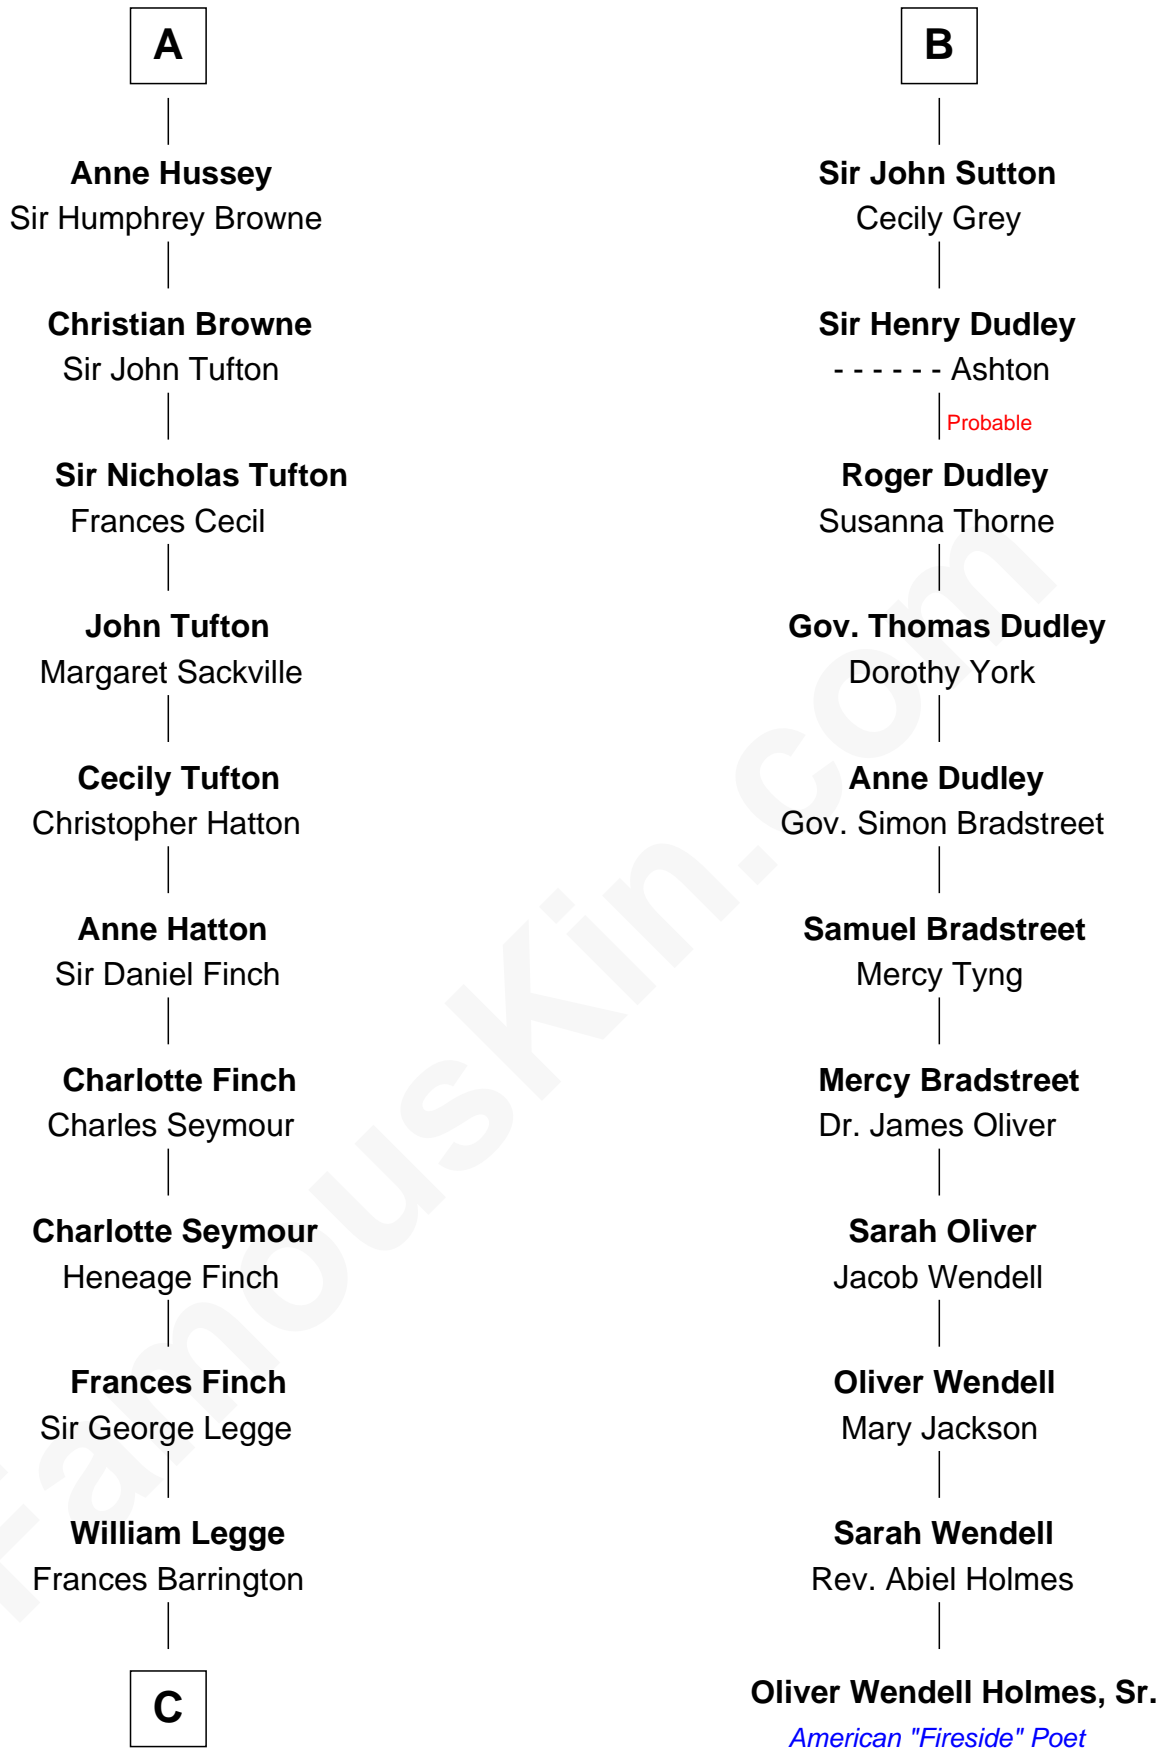 A
Anne Hussey
Sir Humphrey Browne
Christian Browne
Sir John Tufton
Sir Nicholas Tufton
Frances Cecil
John Tufton
Margaret Sackville
Cecily Tufton
Christopher Hatton
Anne Hatton
Sir Daniel Finch
Charlotte Finch
Charles Seymour
Charlotte Seymour
Heneage Finch
Frances Finch
Sir George Legge
William Legge
Frances Barrington
C
B
Sir John Sutton
Cecily Grey
Sir Henry Dudley
- - - - - - Ashton
Probable
Roger Dudley
Susanna Thorne
Gov. Thomas Dudley
Dorothy York
Anne Dudley
Gov. Simon Bradstreet
Samuel Bradstreet
Mercy Tyng
Mercy Bradstreet
Dr. James Oliver
Sarah Oliver
Jacob Wendell
Oliver Wendell
Mary Jackson
Sarah Wendell
Rev. Abiel Holmes
Oliver Wendell Holmes, Sr.
American "Fireside" Poet
FamousKin.com